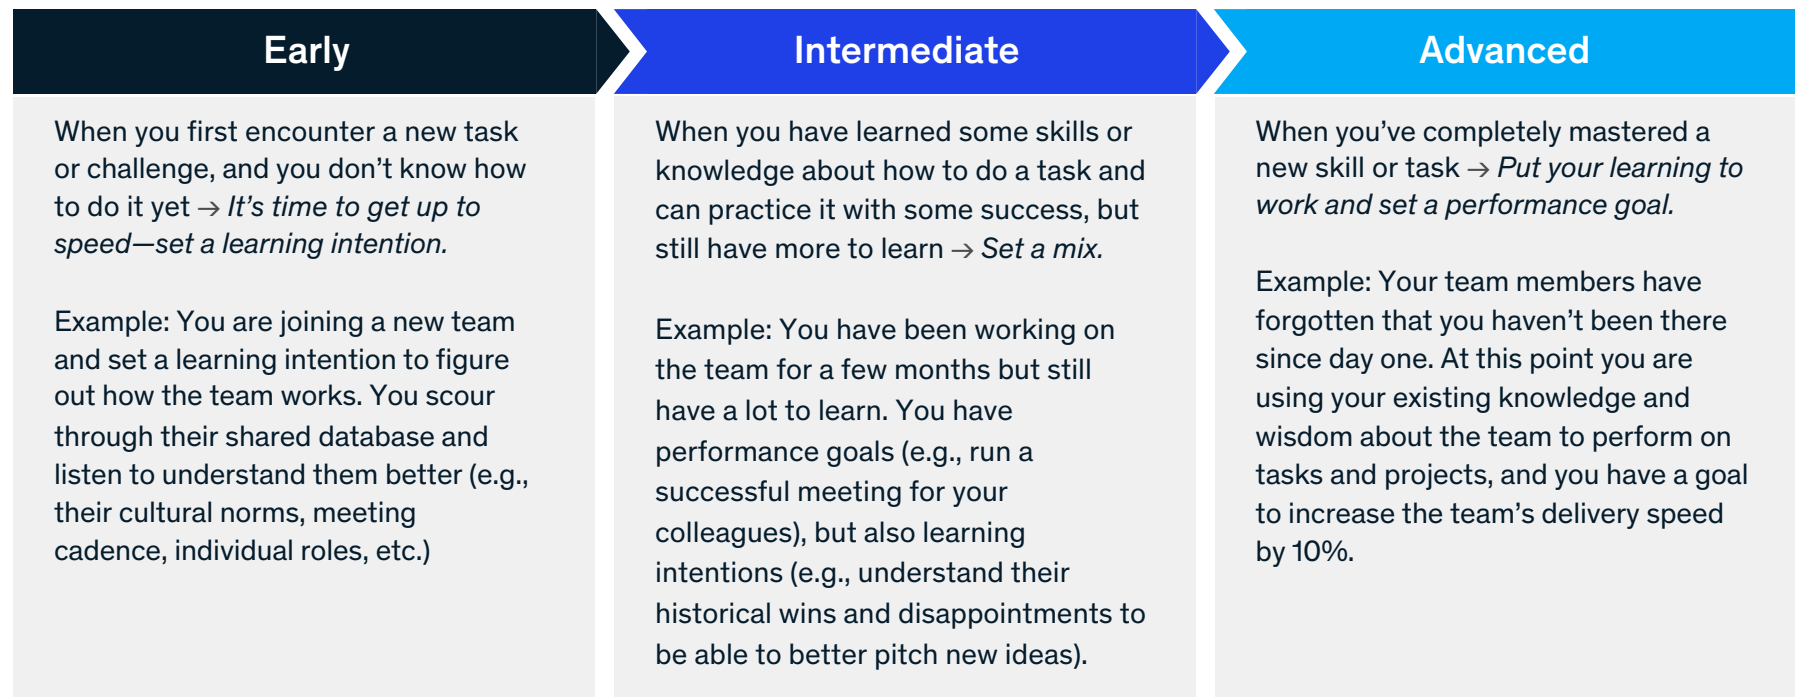 Early
When you first encounter a new task
or challenge, and you don't know how
to do it yet → It's time to get up to
speed—set a learning intention.
Example: You are joining a new team
and set a learning intention to figure
out how the team works. You scour
through their shared database and
listen to understand them better (e.g.,
their cultural norms, meeting
cadence, individual roles, etc.)
Intermediate
When you have learned some skills or
knowledge about how to do a task and
can practice it with some success, but
still have more to learn → Set a mix.
Example: You have been working on
the team for a few months but still
have a lot to learn. You have
performance goals (e.g., run a
successful meeting for your
colleagues), but also learning
intentions (e.g., understand their
historical wins and disappointments to
be able to better pitch new ideas).
Advanced
When you've completely mastered a
new skill or task → Put your learning to
work and set a performance goal.
Example: Your team members have
forgotten that you haven't been there
since day one. At this point you are
using your existing knowledge and
wisdom about the team to perform on
tasks and projects, and you have a goal
to increase the team's delivery speed
by 10%.